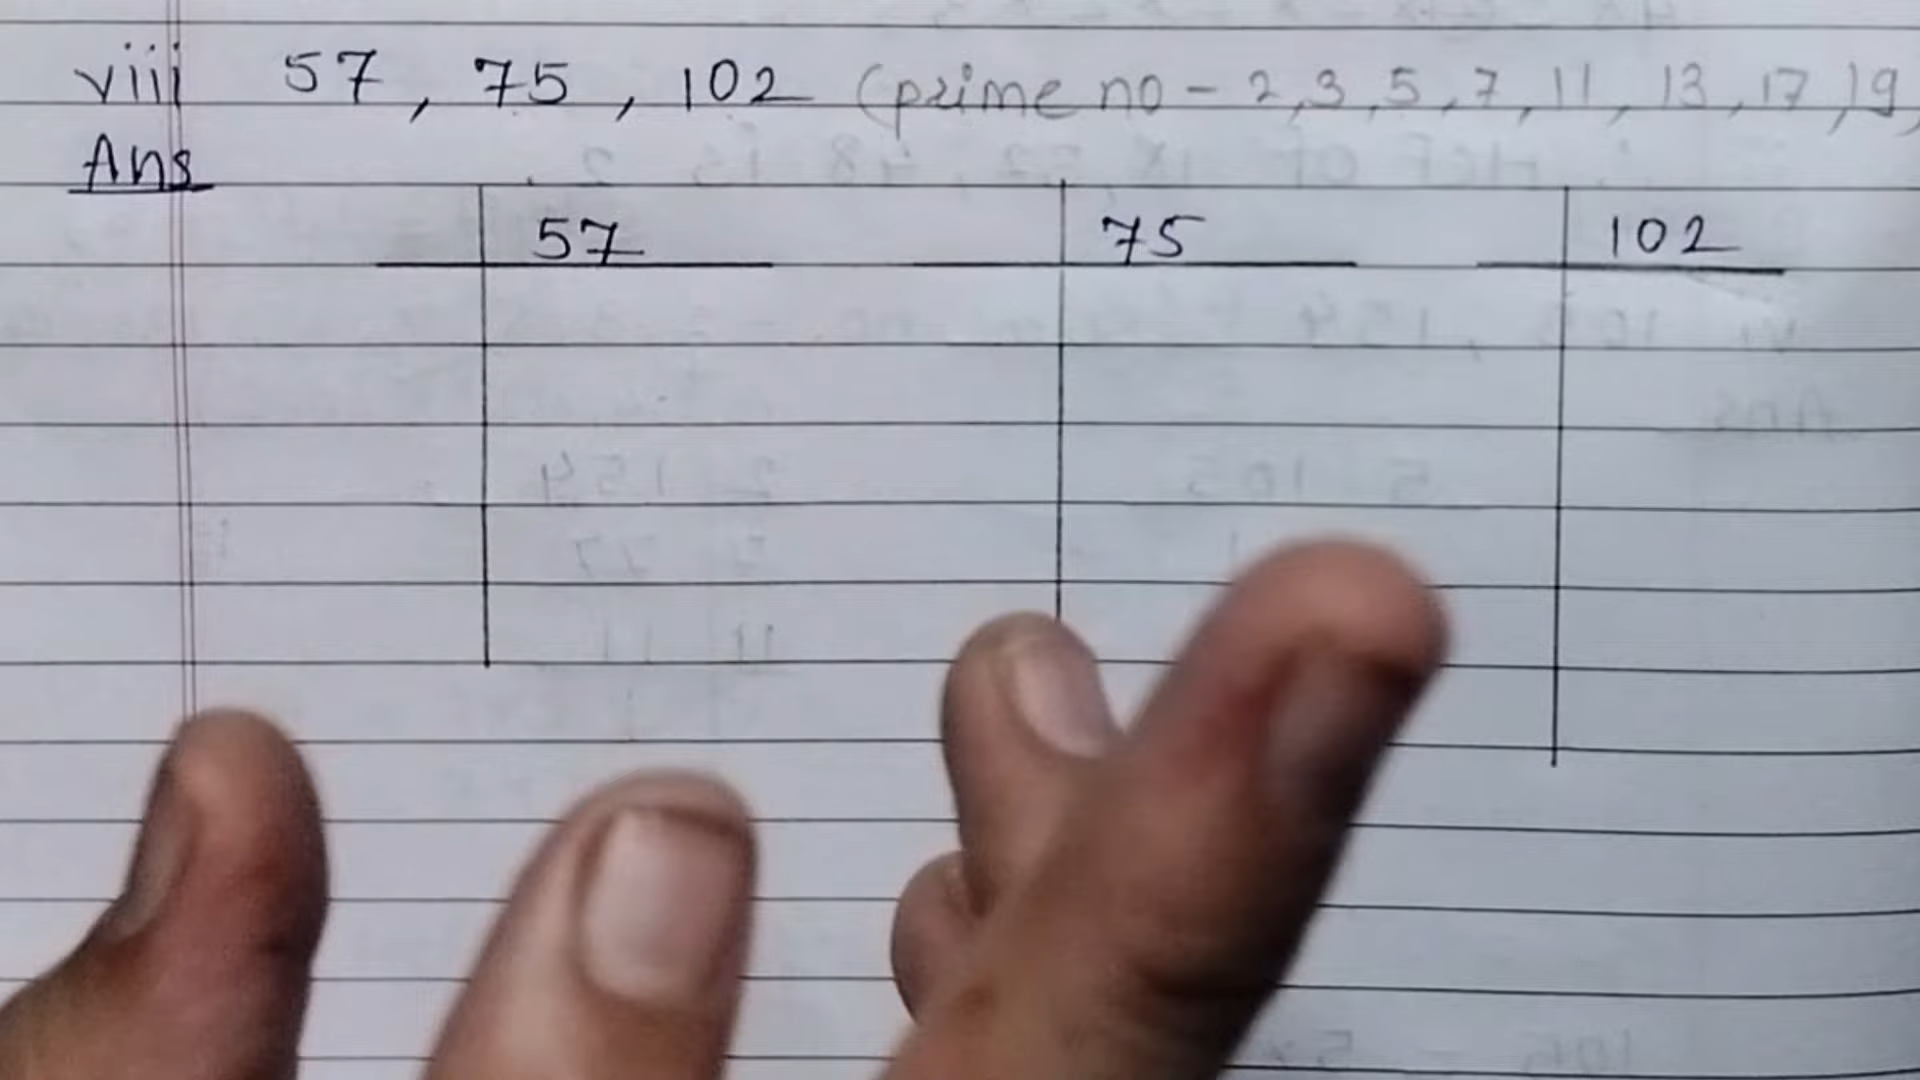 viii 57, 75, 102 (prime no - 2,3,5,7,11,13,17,19,
Ans
57 75 102